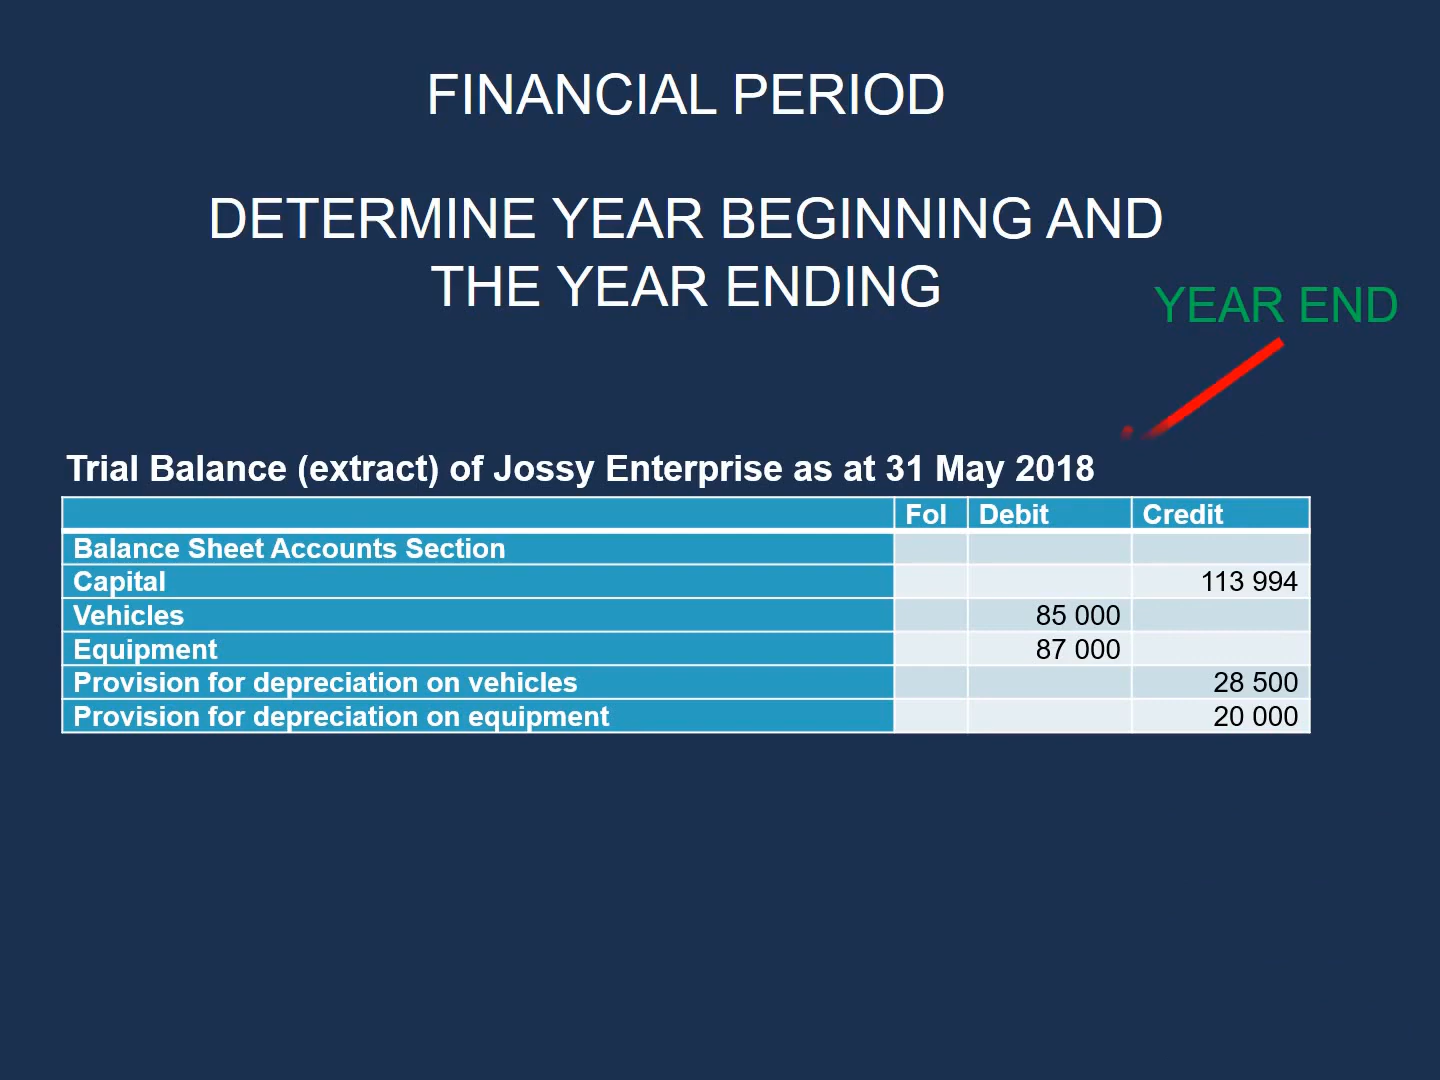 FINANCIAL PERIOD
DETERMINE YEAR BEGINNING AND
THE YEAR ENDING
YEAR END
Trial Balance (extract) of Jossy Enterprise as at 31 May 2018
Fol Debit Credit
Balance Sheet Accounts Section
Capital 113 994
Vehicles 85 000
Equipment 87 000
Provision for depreciation on vehicles 28 500
Provision for depreciation on equipment 20 000